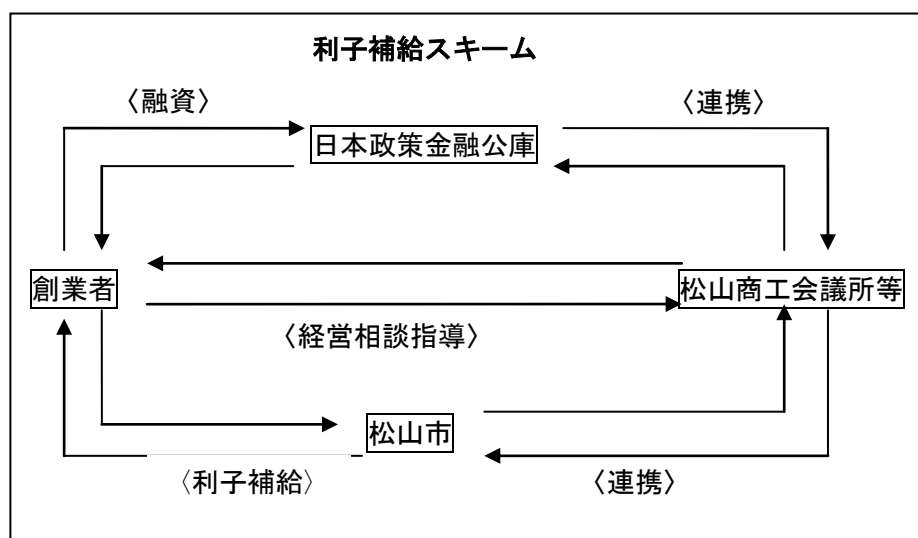 利子補給スキーム
〈融資〉
〈連携〉
日本政策金融公庫
創業者
松山商工会議所等
〈経営相談指導〉
松山市
〈利子補給〉
〈連携〉